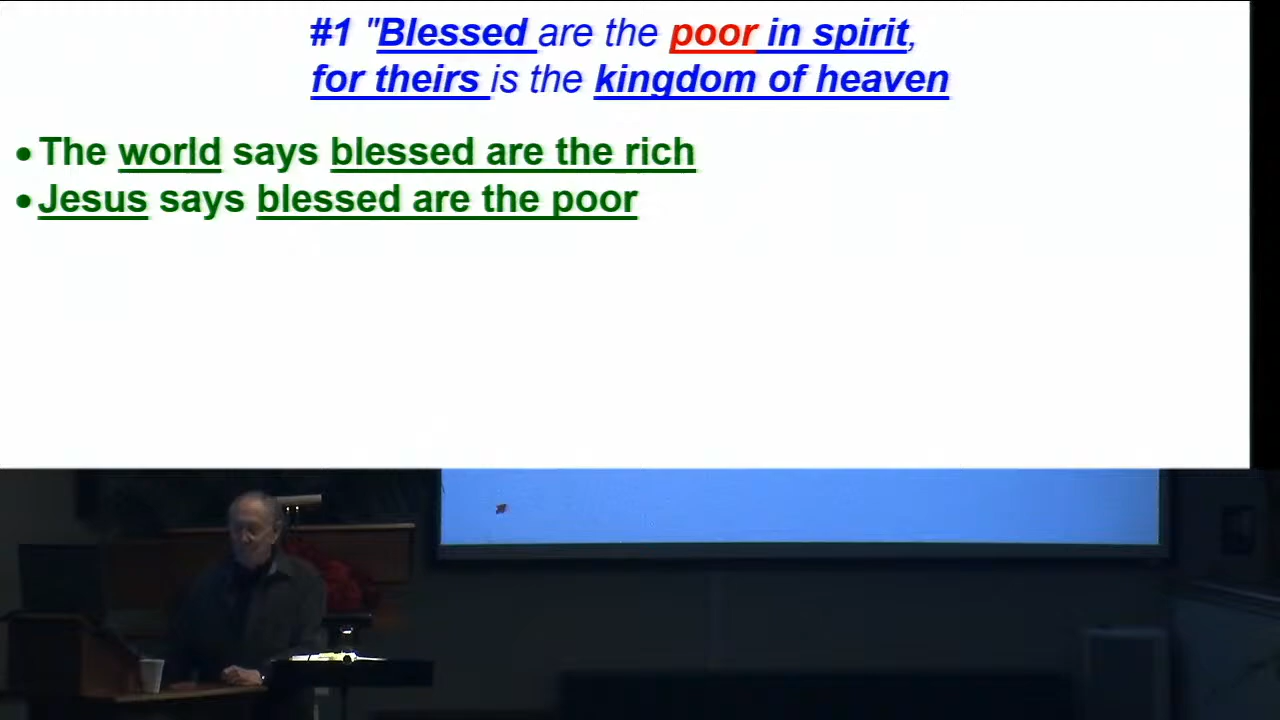 #1 "Blessed are the poor in spirit,
for theirs is the kingdom of heaven
• The world says blessed are the rich
• Jesus says blessed are the poor